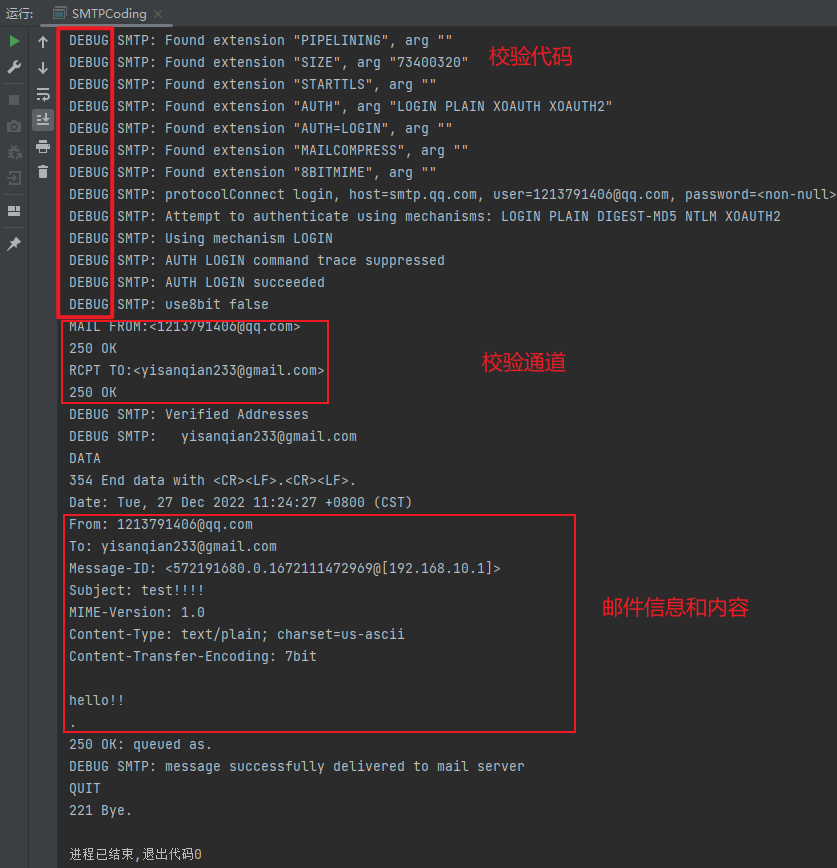 运行: SMTPCoding
DEBUG SMTP: Found extension "PIPELINING", arg ""
校验代码
DEBUG SMTP: Found extension "SIZE", arg "73400320"
DEBUG SMTP: Found extension "STARTTLS", arg ""
DEBUG SMTP: Found extension "AUTH", arg "LOGIN PLAIN XOAUTH XOAUTH2"
DEBUG SMTP: Found extension "AUTH=LOGIN", arg ""
DEBUG SMTP: Found extension "MAILCOMPRESS", arg ""
DEBUG SMTP: Found extension "8BITMIME", arg ""
DEBUG SMTP: protocolConnect login, host=smtp.qq.com, user=1213791406@qq.com, password=<non-null>
DEBUG SMTP: Attempt to authenticate using mechanisms: LOGIN PLAIN DIGEST-MD5 NTLM XOAUTH2
DEBUG SMTP: Using mechanism LOGIN
DEBUG SMTP: AUTH LOGIN command trace suppressed
DEBUG SMTP: AUTH LOGIN succeeded
DEBUG SMTP: use8bit false
MAIL FROM:<1213791406@qq.com>
250 OK
校验通道
RCPT TO:<yisanqian233@gmail.com>
250 OK
DEBUG SMTP: Verified Addresses
DEBUG SMTP:   yisanqian233@gmail.com
DATA
354 End data with <CR><LF>.<CR><LF>.
Date: Tue, 27 Dec 2022 11:24:27 +0800 (CST)
From: 1213791406@qq.com
To: yisanqian233@gmail.com
Message-ID: <572191680.0.1672111472969@[192.168.10.1]>
Subject: test!!!!
邮件信息和内容
MIME-Version: 1.0
Content-Type: text/plain; charset=us-ascii
Content-Transfer-Encoding: 7bit
hello!!
.
250 OK: queued as.
DEBUG SMTP: message successfully delivered to mail server
QUIT
221 Bye.
进程已结束,退出代码0